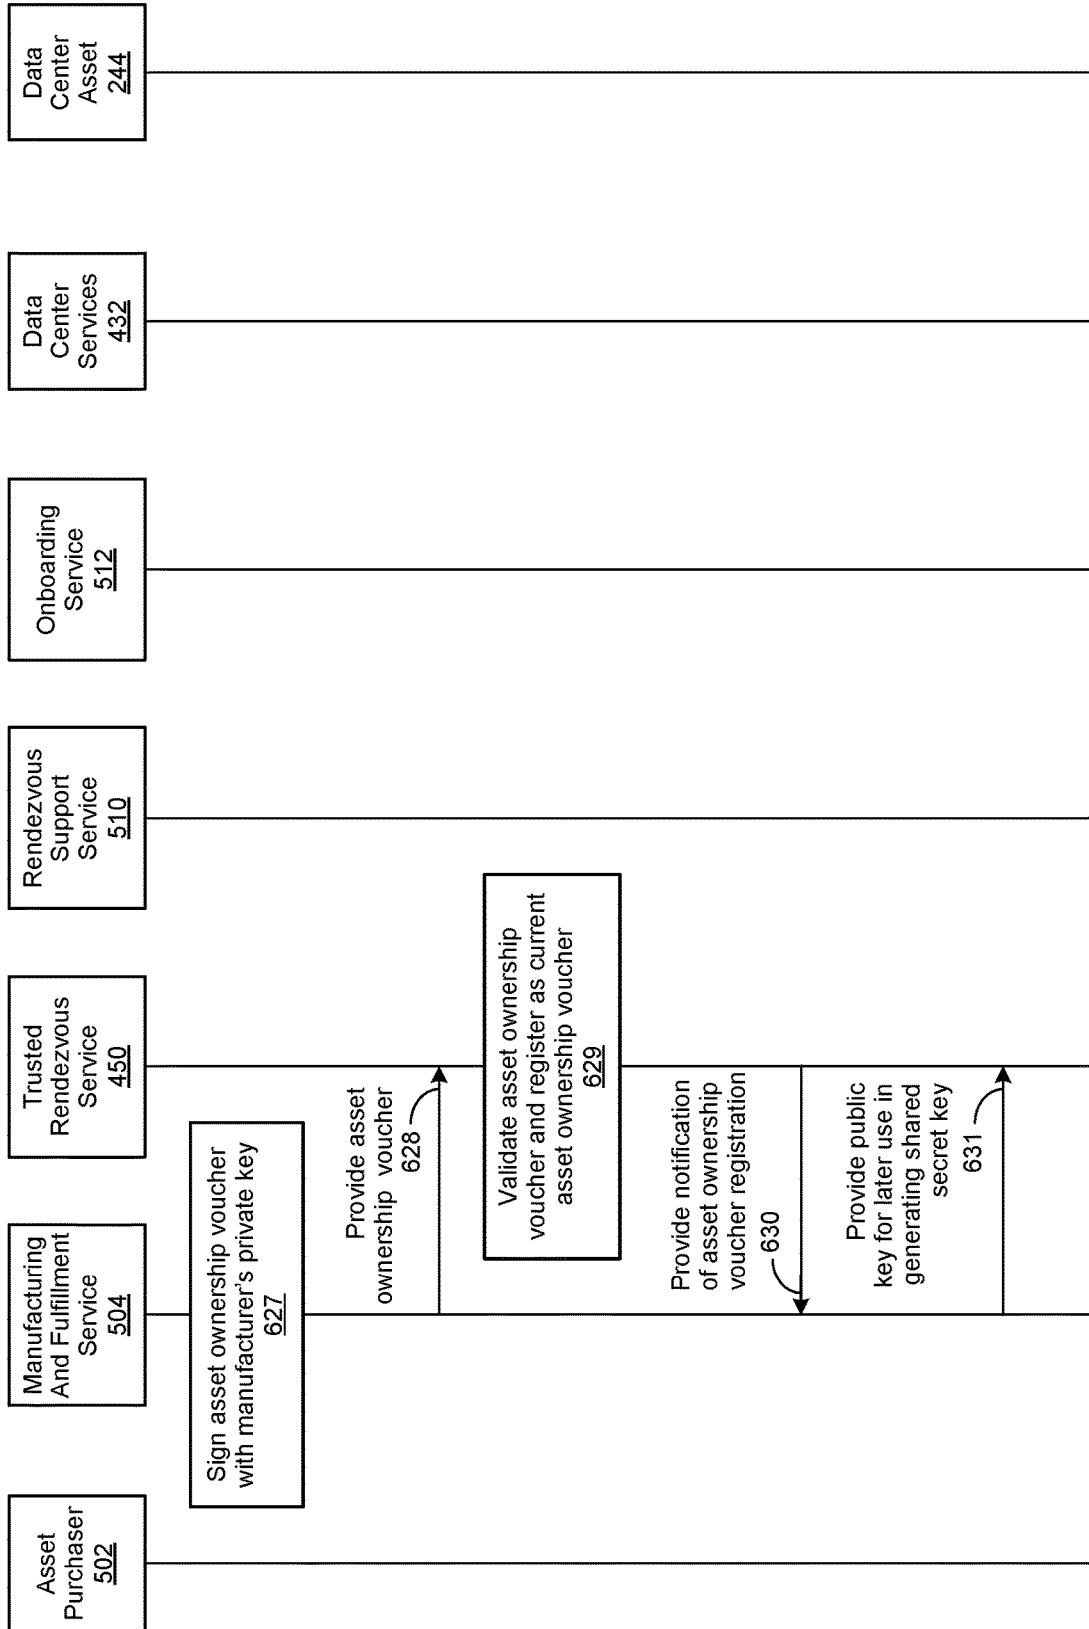 Asset
Purchaser
502
Manufacturing
And Fulfillment
Service
504
Trusted
Rendezvous
Service
450
Rendezvous
Support
Service
510
Onboarding
Service
512
Data
Center
Services
432
Data
Center
Asset
244
Sign asset ownership voucher
with manufacturer's private key
627
Provide asset
ownership voucher
628
Validate asset ownership
voucher and register as current
asset ownership voucher
629
Provide notification
of asset ownership
voucher registration
630
Provide public
key for later use in
generating shared
secret key
631